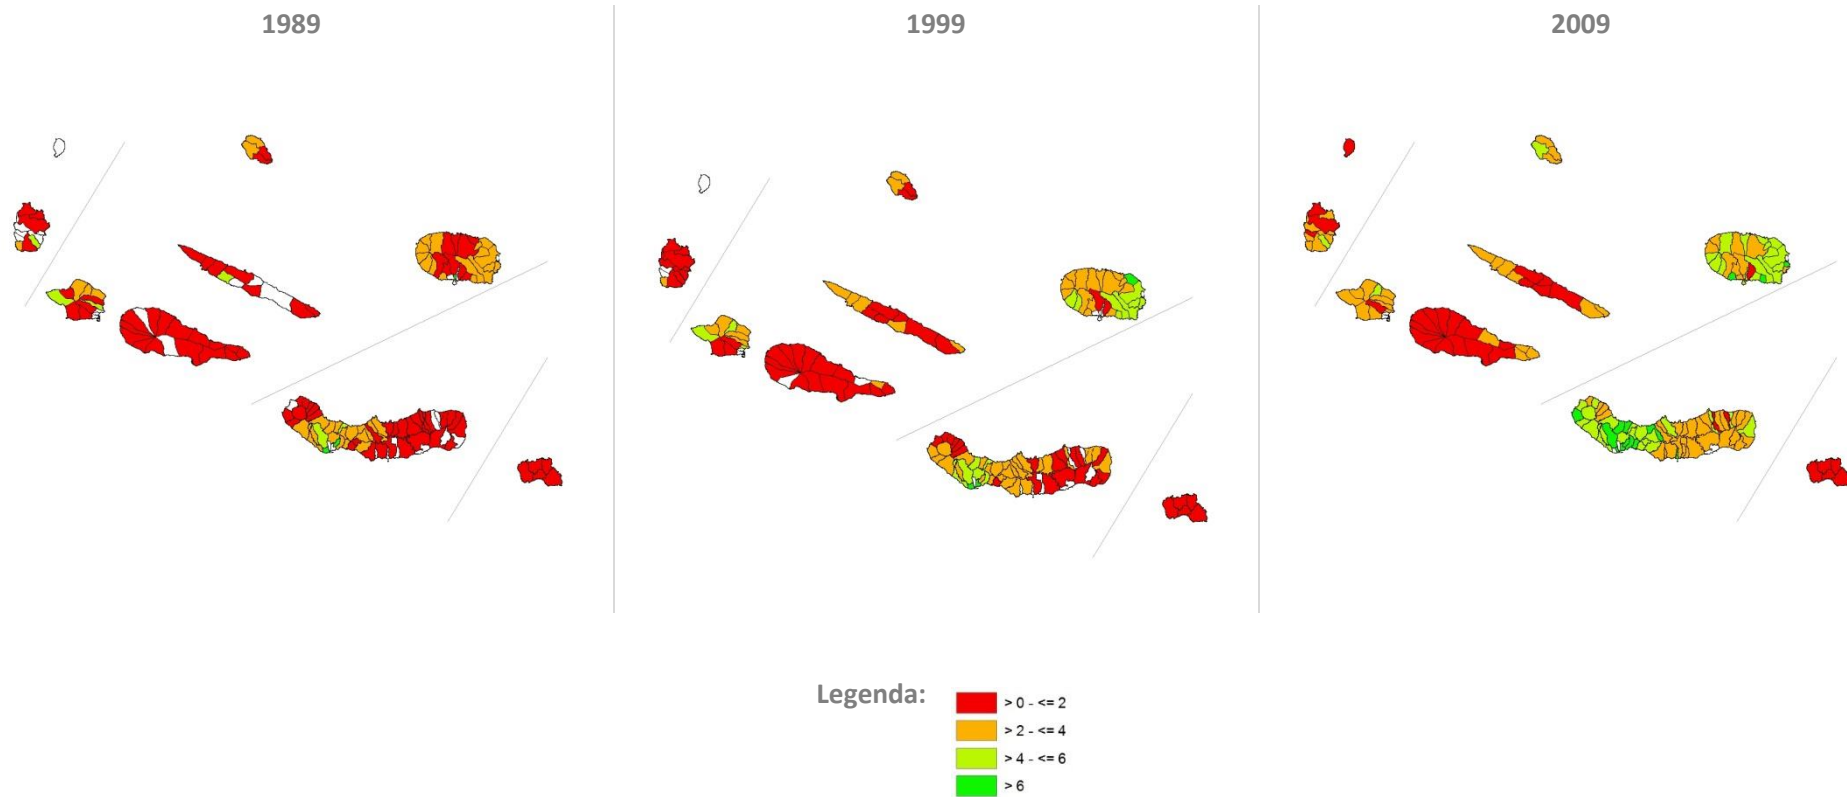 1989
1999
2009
Legenda:
> 0 - <= 2
> 2 - <= 4
> 4 - <= 6
> 6